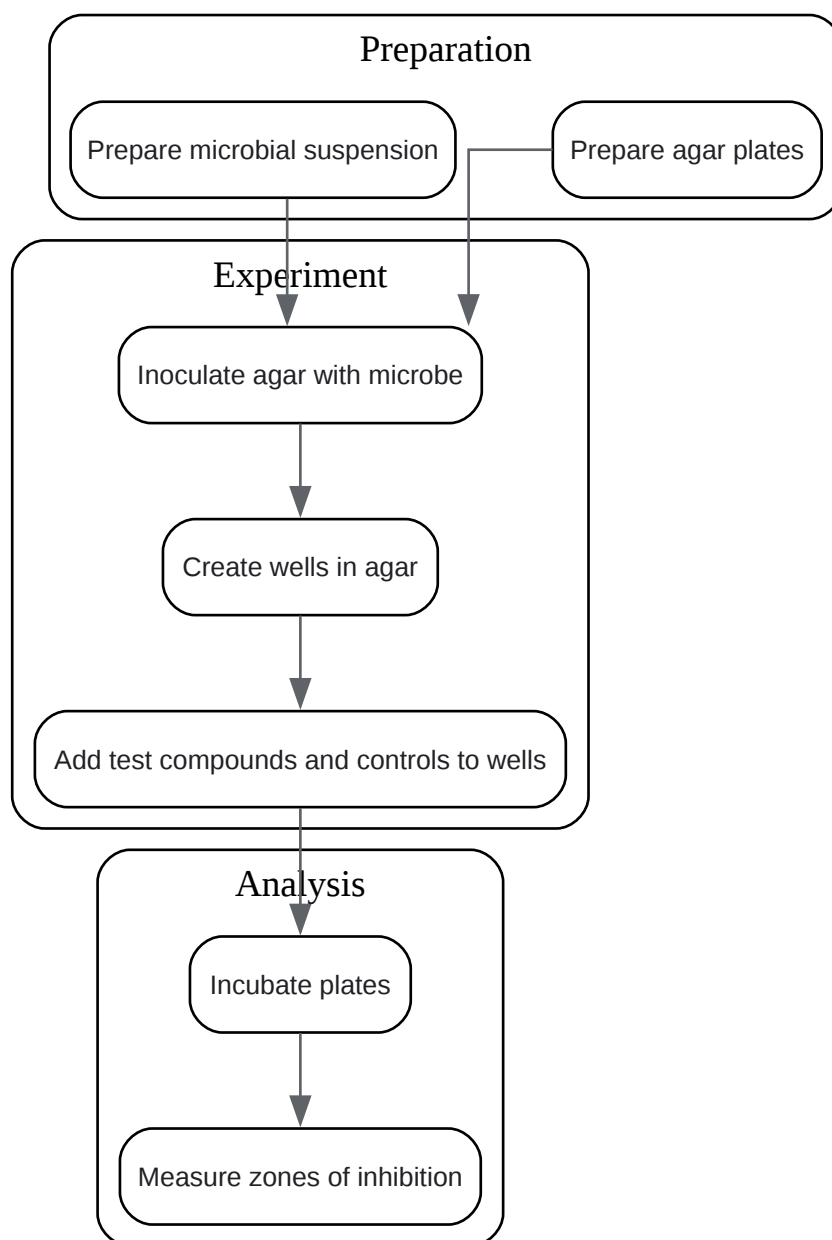 Preparation
Prepare microbial suspension
Prepare agar plates
Experiment
Inoculate agar with microbe
Create wells in agar
Add test compounds and controls to wells
Analysis
Incubate plates
Measure zones of inhibition